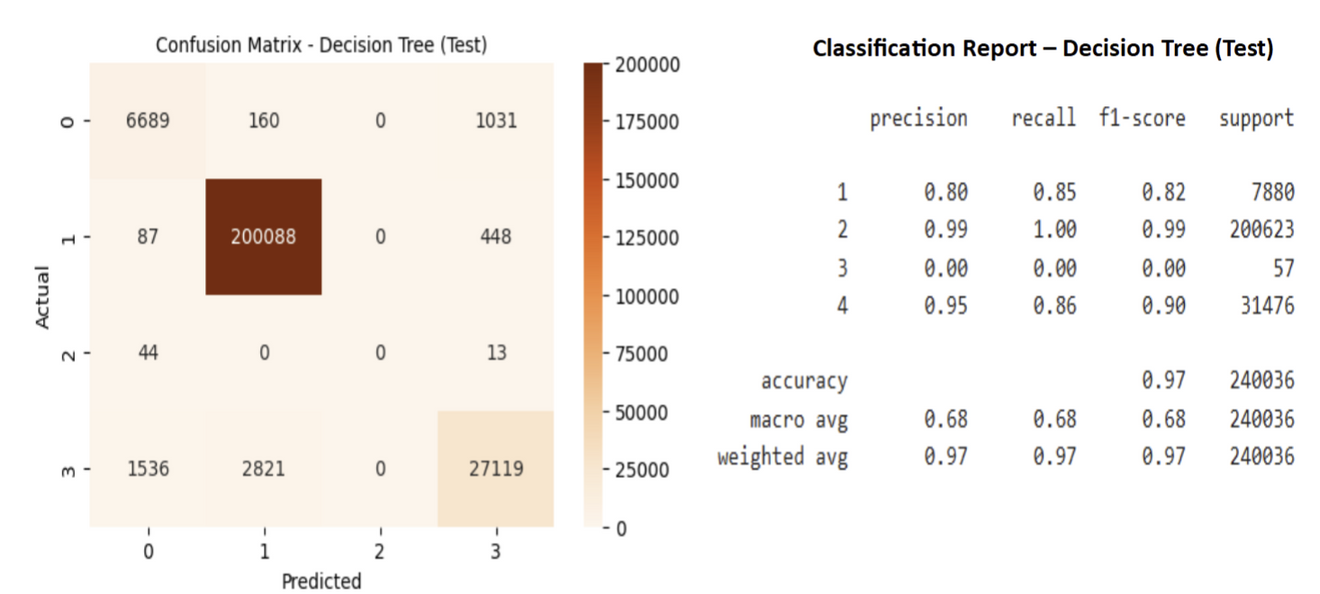 Confusion Matrix - Decision Tree (Test)
0 6689 160 0 1031
1 87 200088 0 448
2 44 0 0 13
3 1536 2821 0 27119
0 1 2 3
Actual
Predicted
200000
175000
150000
125000
100000
75000
50000
25000
0
Classification Report – Decision Tree (Test)
precision recall f1-score support
1 0.80 0.85 0.82 7880
2 0.99 1.00 0.99 200623
3 0.00 0.00 0.00 57
4 0.95 0.86 0.90 31476
accuracy 0.97 240036
macro avg 0.68 0.68 0.68 240036
weighted avg 0.97 0.97 0.97 240036